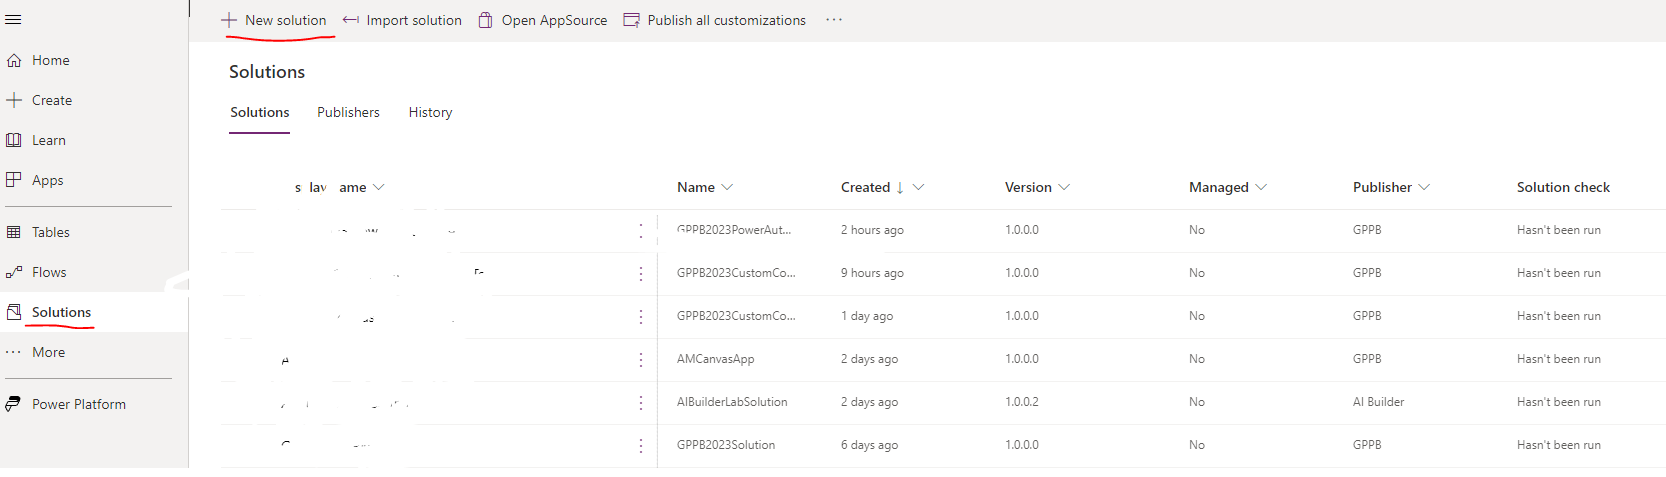 New solution Import solution Open AppSource Publish all customizations ...
Home
Create
Learn
Apps
Tables
Flows
Solutions
More
Power Platform
Solutions
Solutions Publishers History
ame Name Created Version Managed Publisher Solution check
GPPB2023PowerAut... 2 hours ago 1.0.0.0 No GPPB Hasn't been run
GPPB2023CustomCo... 9 hours ago 1.0.0.0 No GPPB Hasn't been run
GPPB2023CustomCo... 1 day ago 1.0.0.0 No GPPB Hasn't been run
AMCanvasApp 2 days ago 1.0.0.0 No GPPB Hasn't been run
AIBuilderLabSolution 2 days ago 1.0.0.2 No AI Builder Hasn't been run
GPPB2023Solution 6 days ago 1.0.0.0 No GPPB Hasn't been run